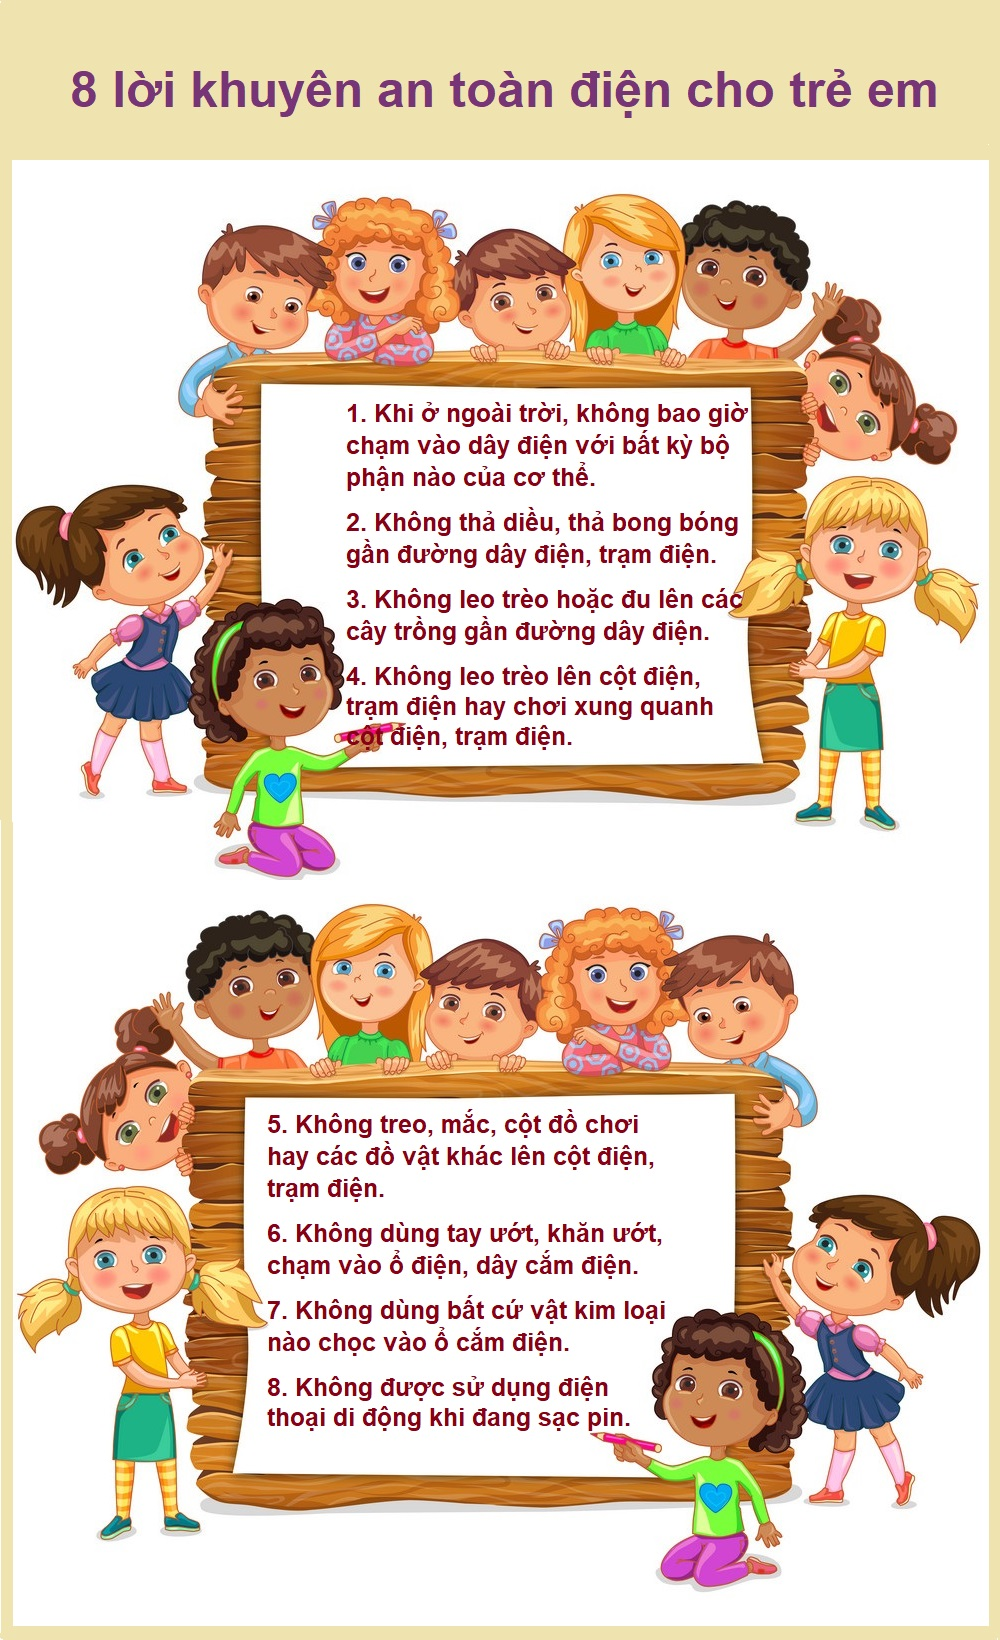 8 lời khuyên an toàn điện cho trẻ em
1. Khi ở ngoài trời, không bao giờ
chạm vào dây điện với bất kỳ bộ
phận nào của cơ thể.
2. Không thả diều, thả bong bóng
gần đường dây điện, trạm điện.
3. Không leo trèo hoặc đu lên các
cây trồng gần đường dây điện.
4. Không leo trèo lên cột điện,
trạm điện hay chơi xung quanh
cột điện, trạm điện.
5. Không treo, mắc, cột đồ chơi
hay các đồ vật khác lên cột điện,
trạm điện.
6. Không dùng tay ướt, khăn ướt,
chạm vào ổ điện, dây cắm điện.
7. Không dùng bất cứ vật kim loại
nào chọc vào ổ cắm điện.
8. Không được sử dụng điện
thoại di động khi đang sạc pin.